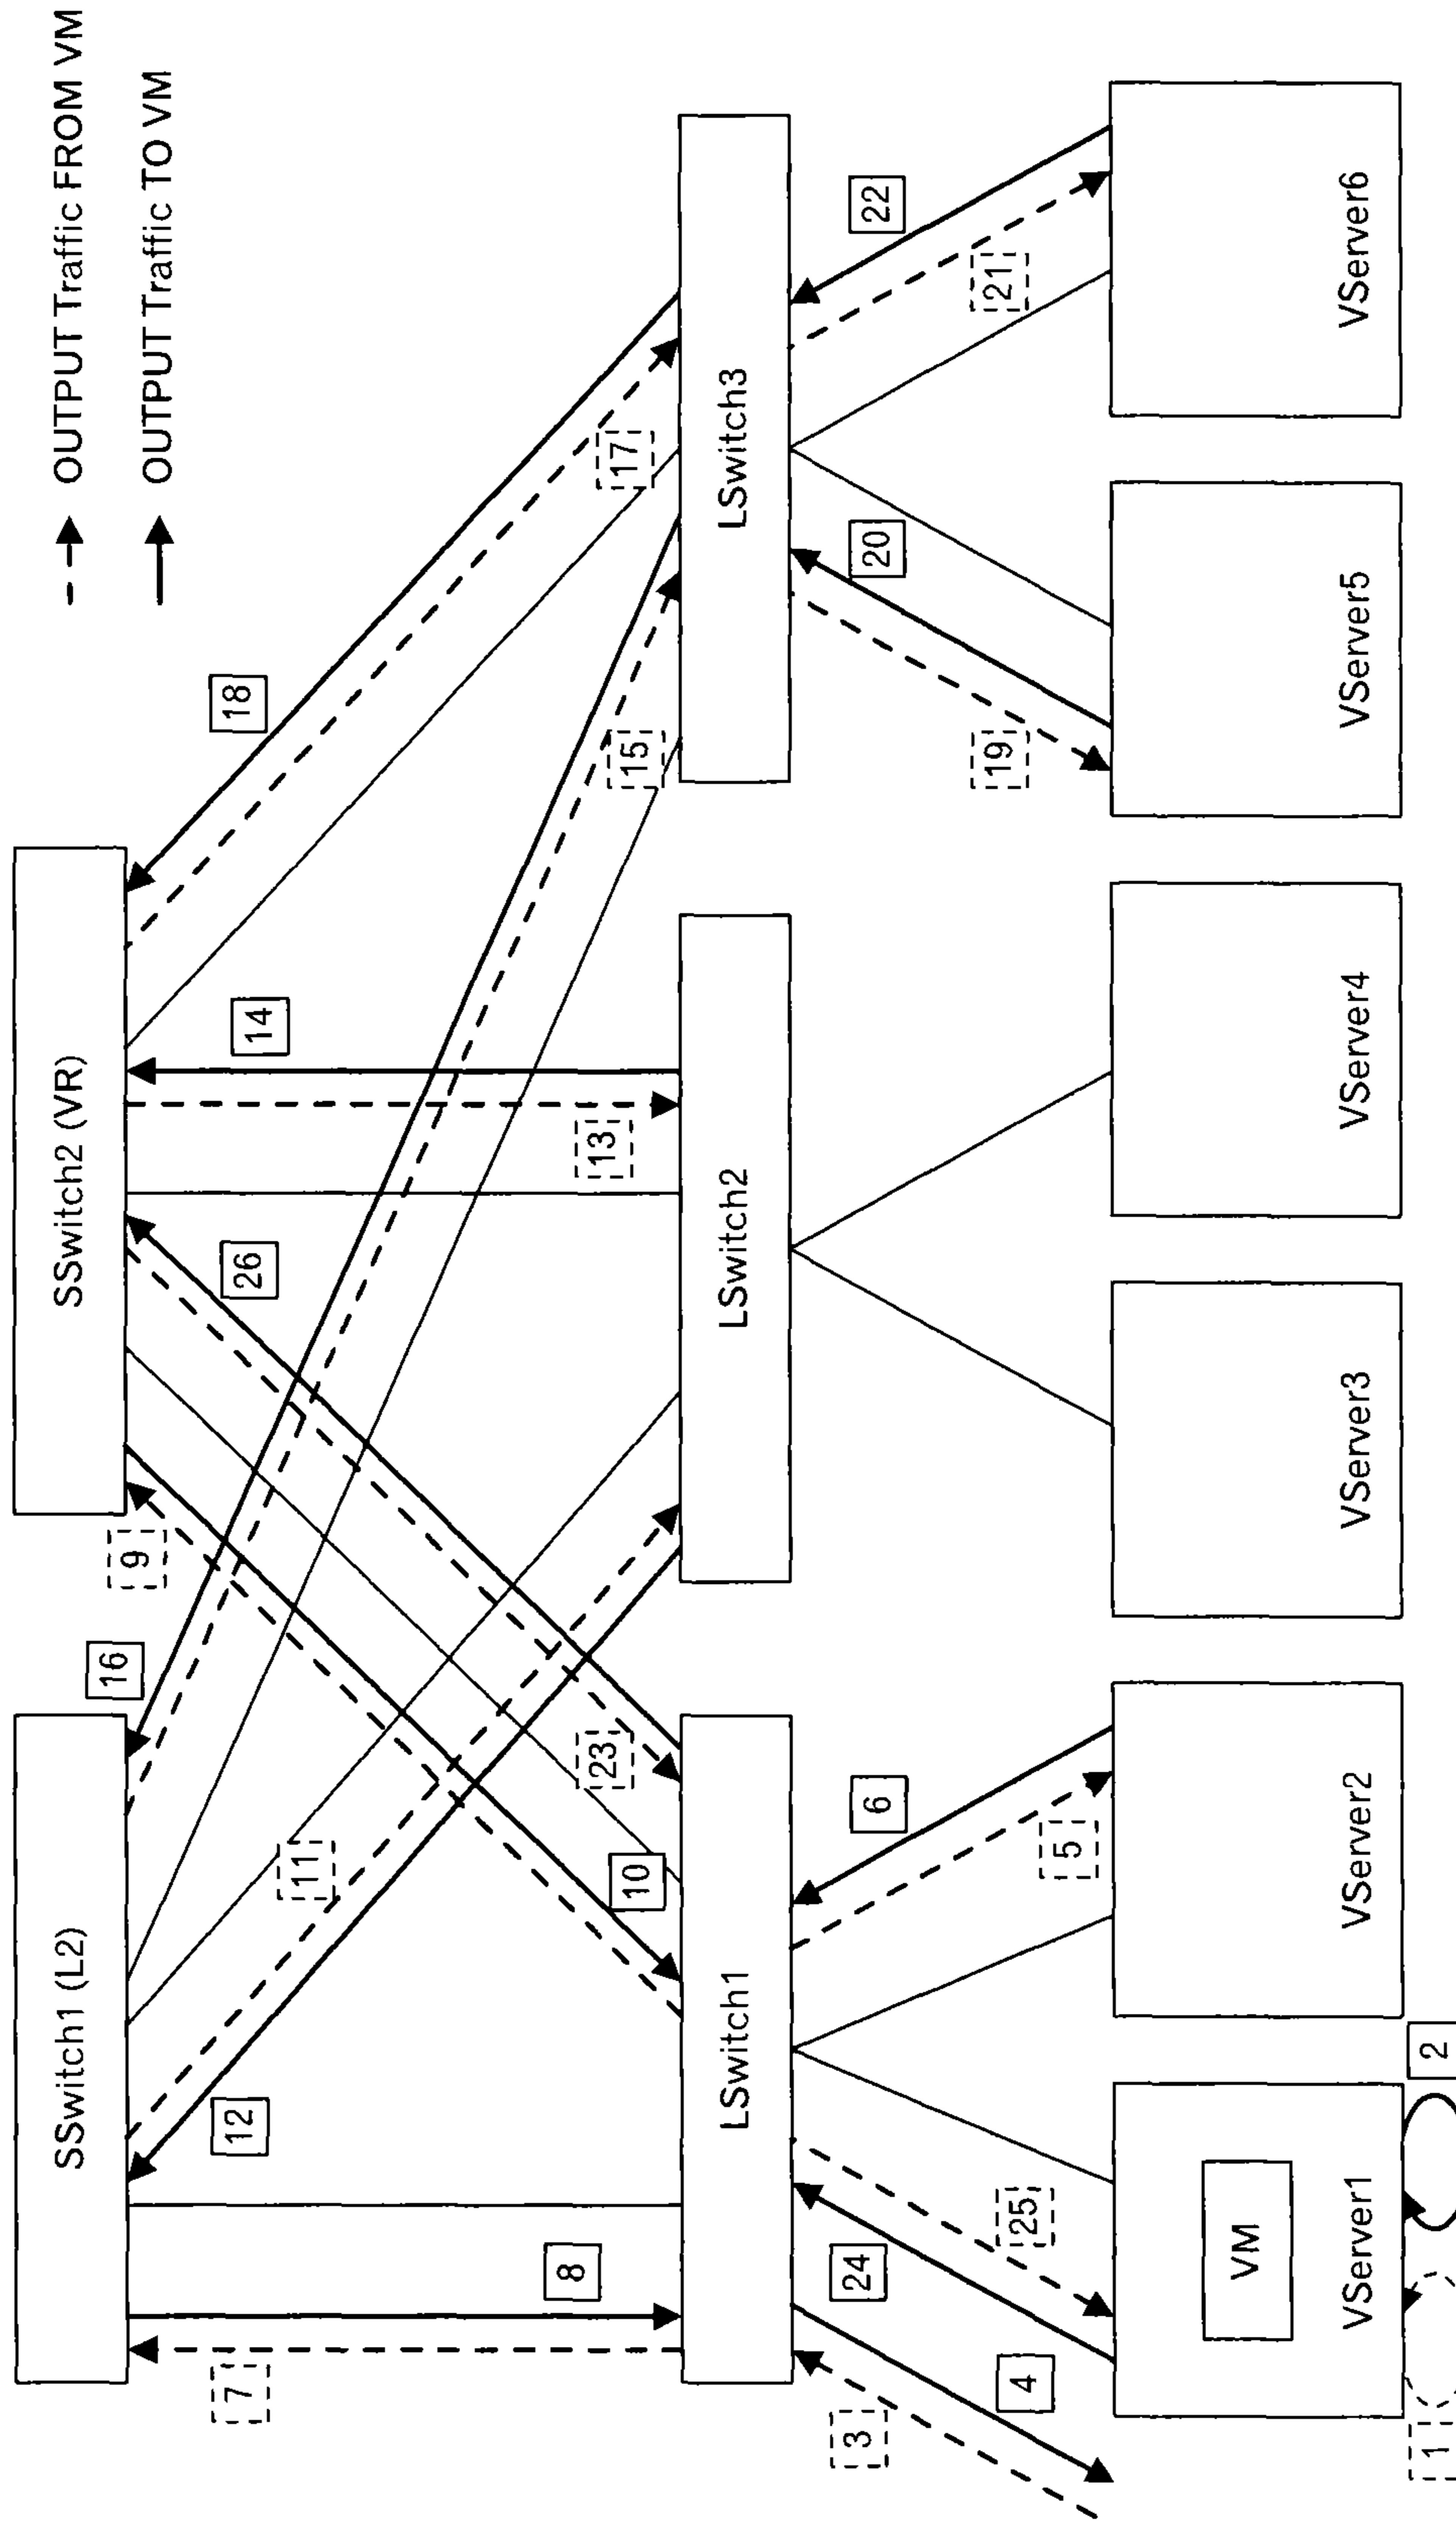 OUTPUT Traffic FROM VM
OUTPUT Traffic TO VM
SSwitch1 (L2)
SSwitch2 (VR)
16
9
7
12
11
26
14
18
8
10
23
13
15
17
LSwitch1
LSwitch2
LSwitch3
3
24
6
20
22
4
25
5
19
21
VM
VServer1
VServer2
VServer3
VServer4
VServer5
VServer6
1
2